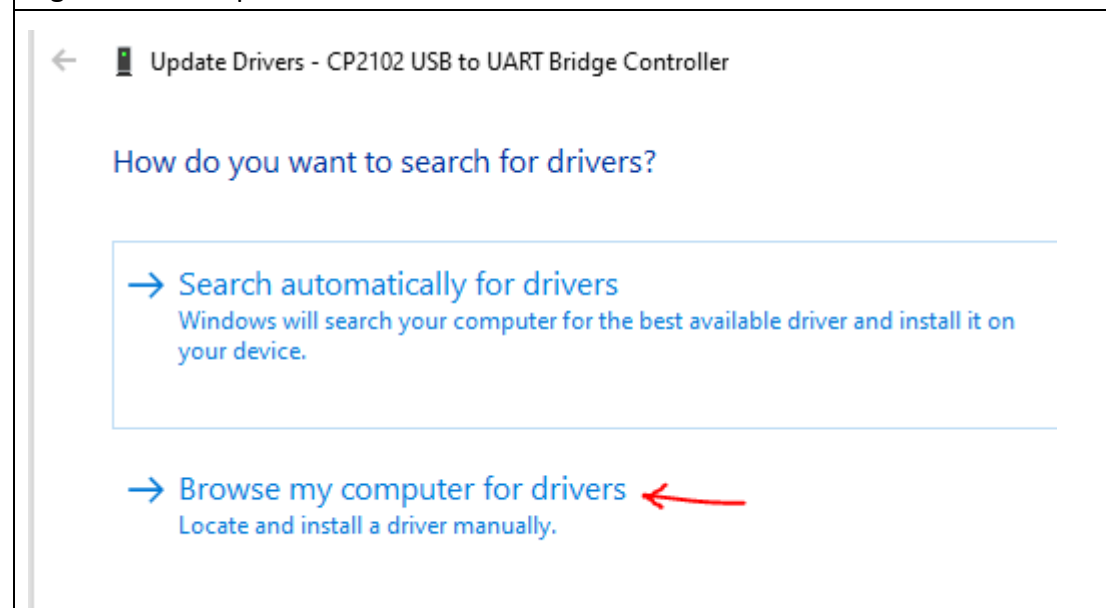 Update Drivers - CP2102 USB to UART Bridge Controller
How do you want to search for drivers?
Search automatically for drivers
Windows will search your computer for the best available driver and install it on
your device.
Browse my computer for drivers
Locate and install a driver manually.